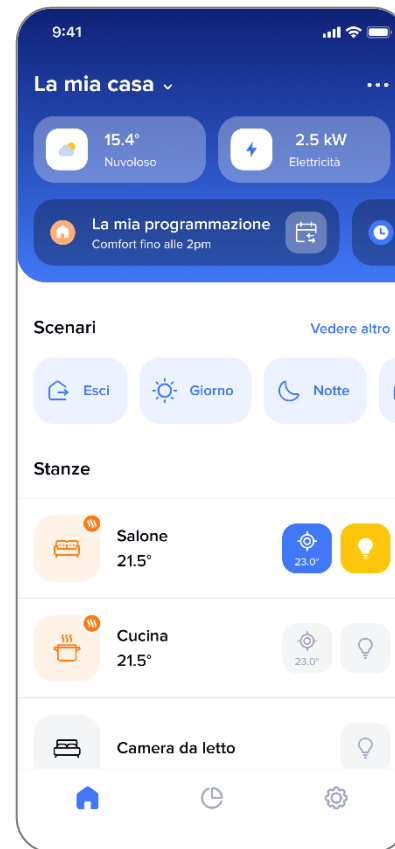 9:41
La mia casa
15.4°
Nuvoloso
2.5 kW
Elettricità
La mia programmazione
Comfort fino alle 2pm
Scenari
Vedere altro
Esci
Giorno
Notte
Stanze
Salone
21.5°
23.0°
Cucina
21.5°
23.0°
Camera da letto